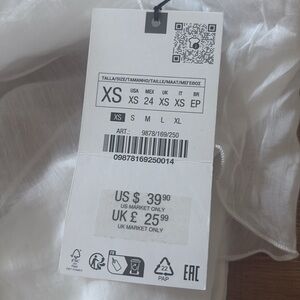 TALLA/SIZE/TAMANHO/TAILLE/MAAT/MEГEΘOΣ
XS
USA MEX UK IT BR
XS 24 XS XS EP
XS S M L XL
ART.: 9878/169/250
09878169250014
US $ 39 90
US MARKET ONLY
UK £ 25 99
UK MARKET ONLY
FSC
22
PAP
EAC